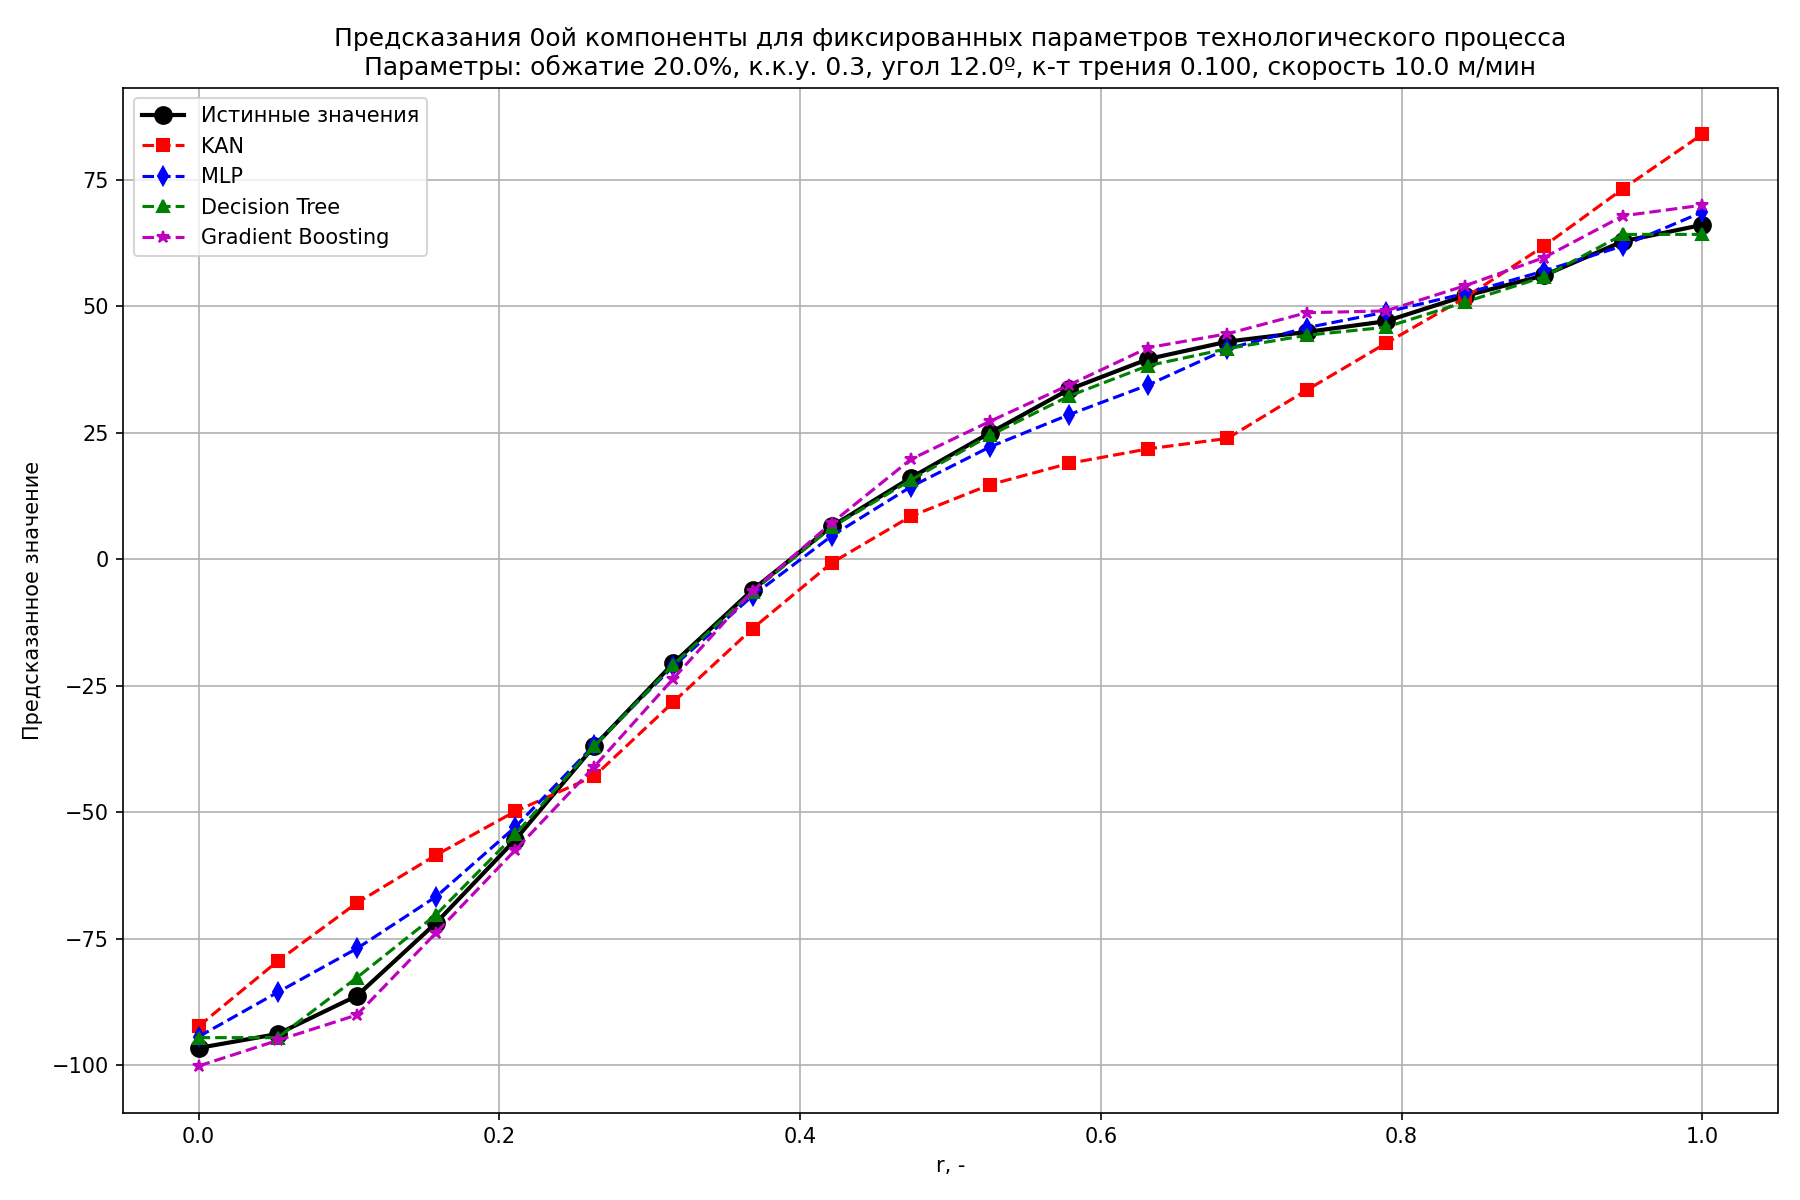 Предсказания 0ой компоненты для фиксированных параметров технологического процесса
Параметры: обжатие 20.0%, к.к.у. 0.3, угол 12.0º, к-т трения 0.100, скорость 10.0 м/мин
Истинные значения
KAN
MLP
Decision Tree
Gradient Boosting
Предсказанное значение
75
50
25
0
−25
−50
−75
−100
0.0
0.2
0.4
0.6
0.8
1.0
r, -